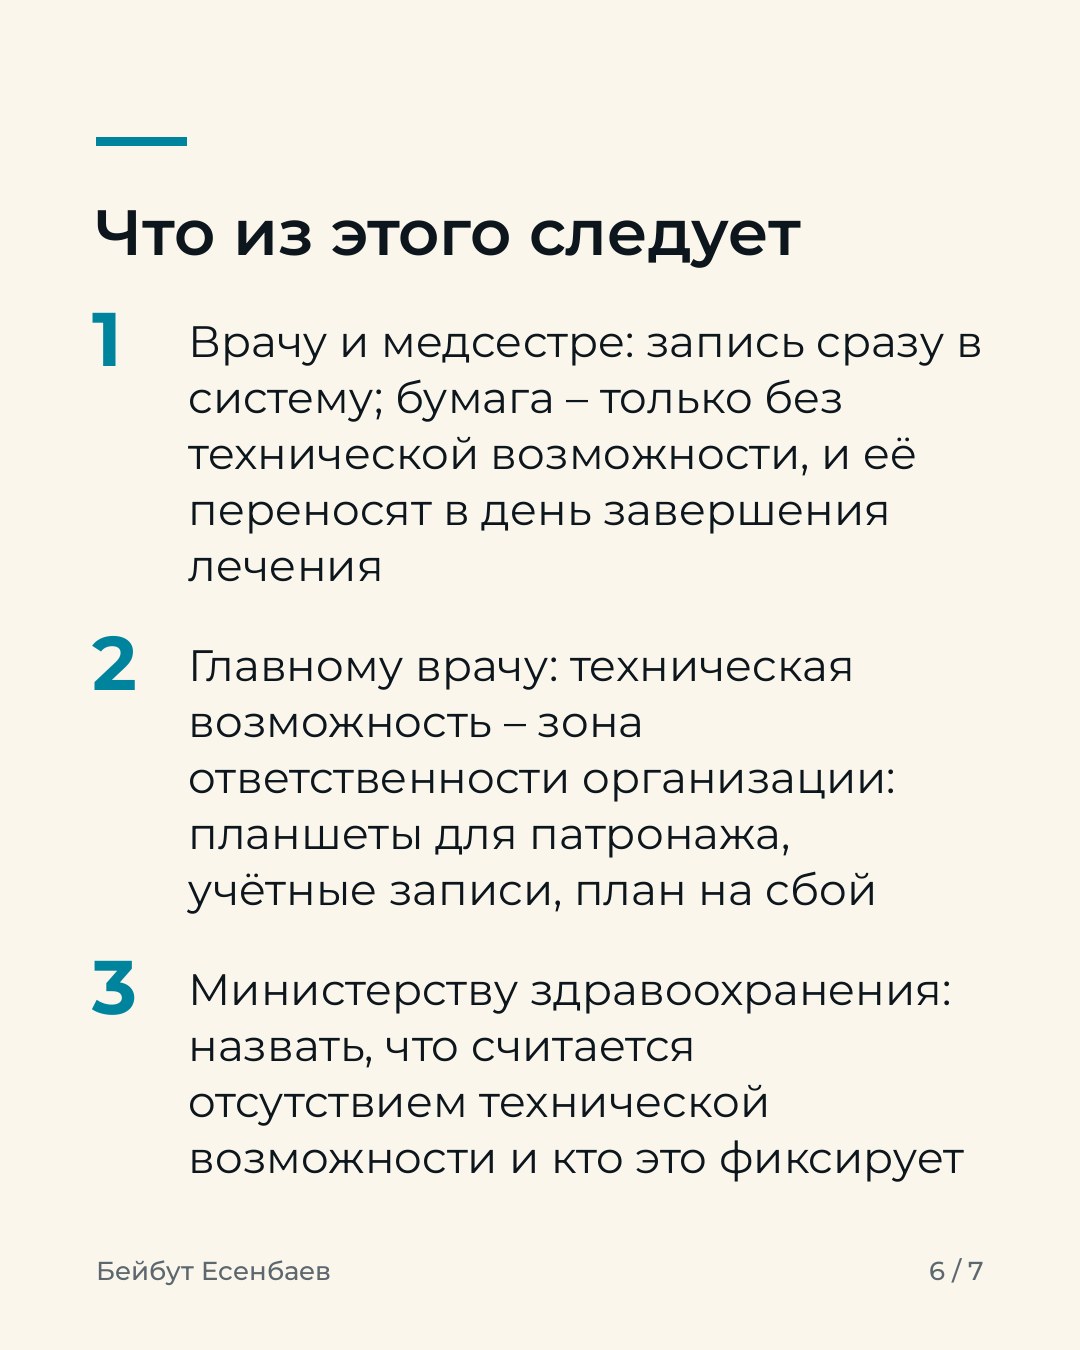 Что из этого следует
1 Врачу и медсестре: запись сразу в
систему; бумага – только без
технической возможности, и её
переносят в день завершения
лечения
2 Главному врачу: техническая
возможность – зона
ответственности организации:
планшеты для патронажа,
учётные записи, план на сбой
3 Министерству здравоохранения:
назвать, что считается
отсутствием технической
возможности и кто это фиксирует
Бейбут Есенбаев 6 / 7